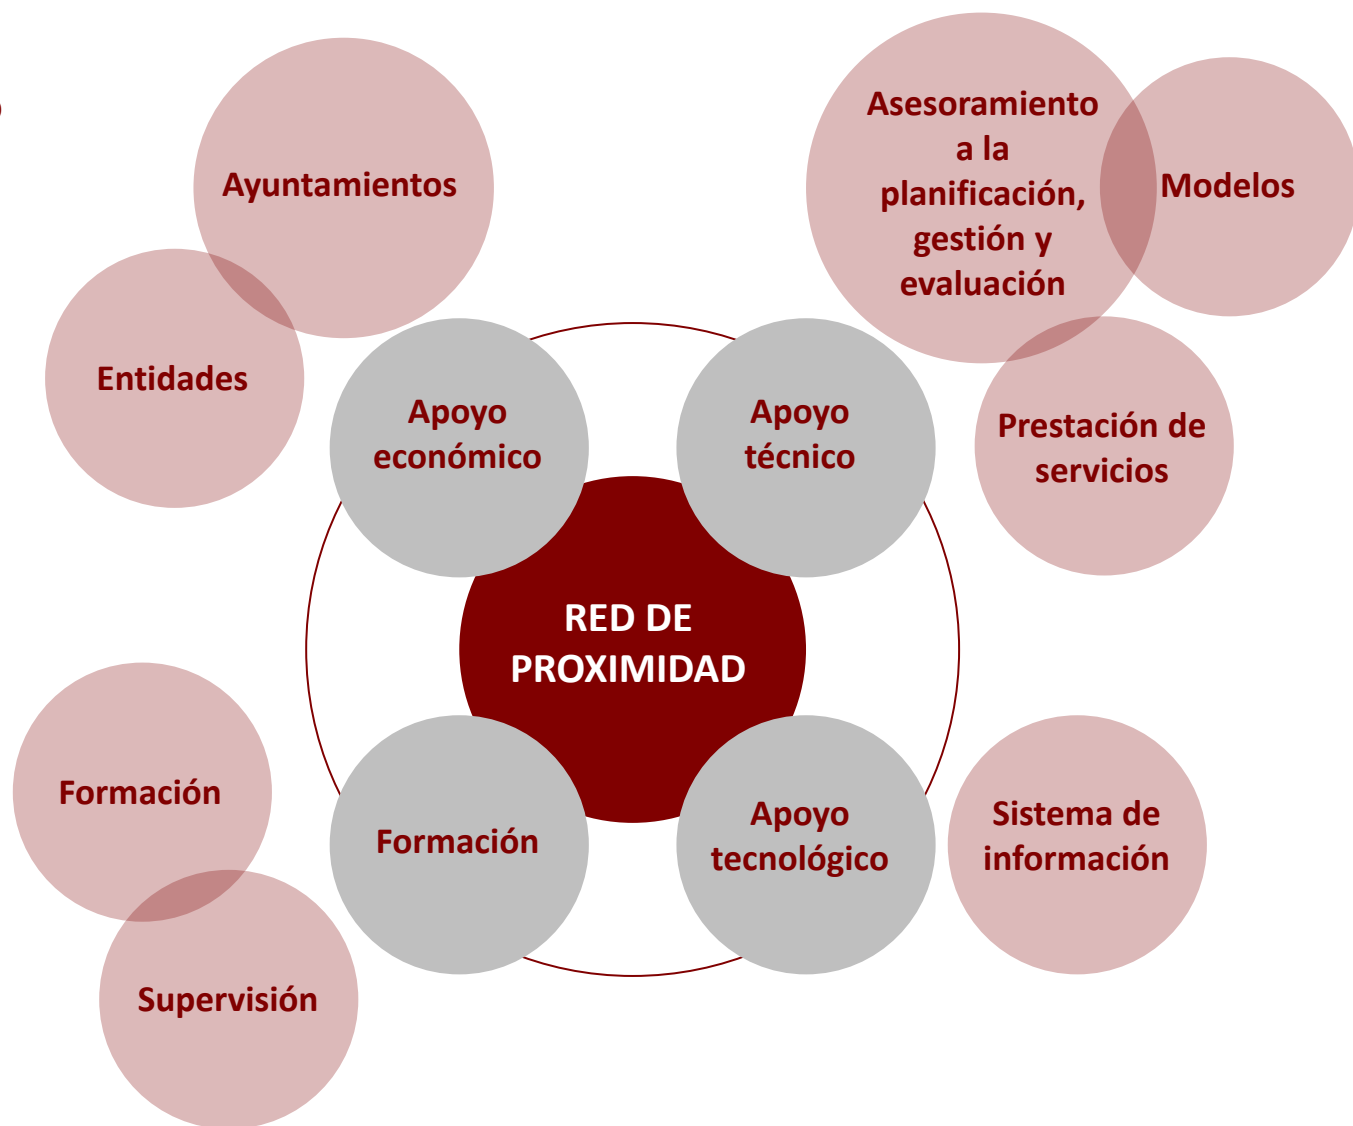 Ayuntamientos
Entidades
Asesoramiento
a la
planificación,
gestión y
evaluación
Modelos
Prestación de
servicios
Apoyo
económico
Apoyo
técnico
RED DE
PROXIMIDAD
Formación
Supervisión
Formación
Apoyo
tecnológico
Sistema de
información